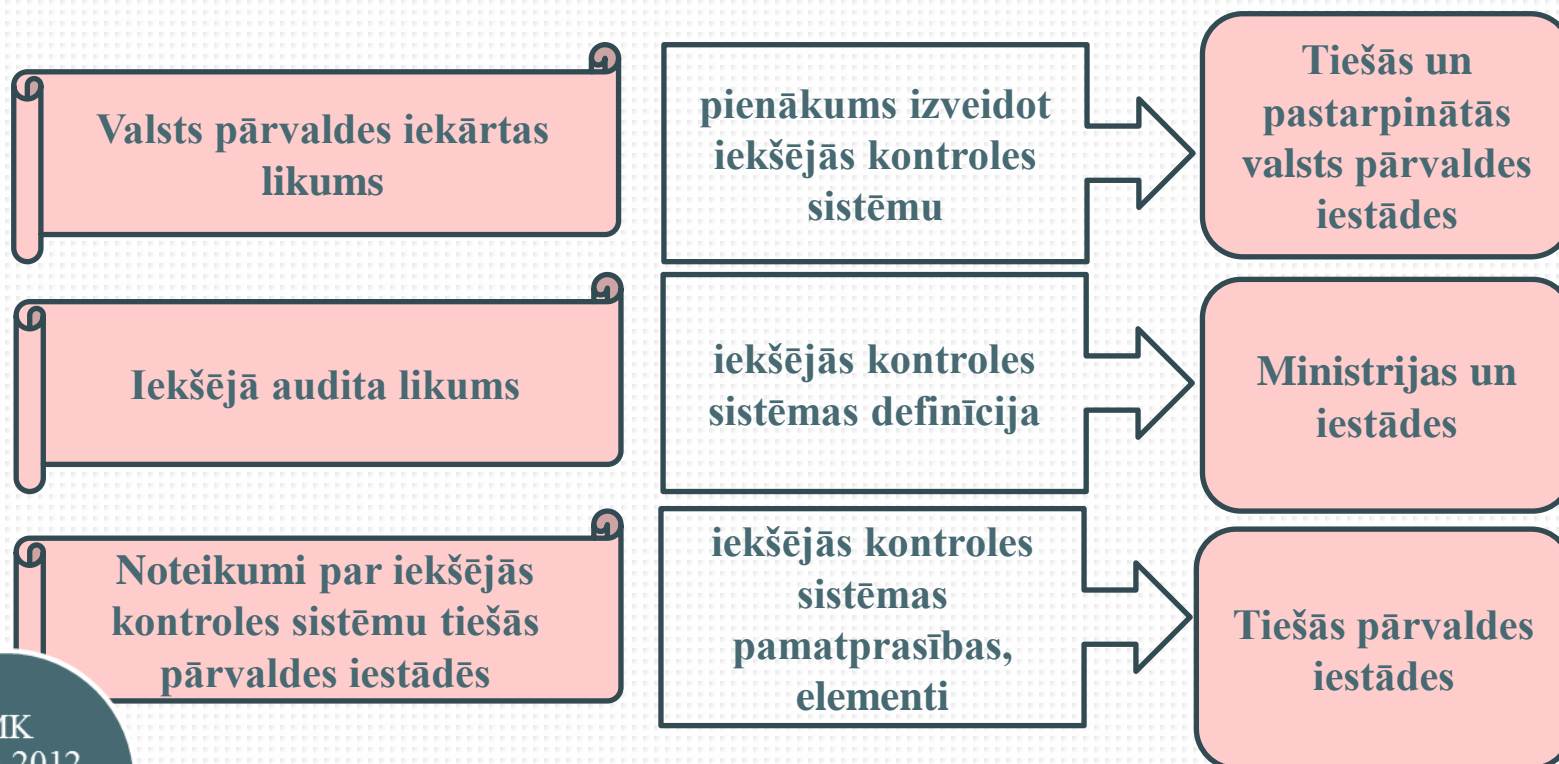 Valsts pārvaldes iekārtas
likums
pienākums izveidot
iekšējās kontroles
sistēmu
Tiešās un
pastarpinātās
valsts pārvaldes
iestādes
Iekšējā audita likums
iekšējās kontroles
sistēmas definīcija
Ministrijas un
iestādes
Noteikumi par iekšējās
kontroles sistēmu tiešās
pārvaldes iestādēs
iekšējās kontroles
sistēmas
pamatprasības,
elementi
Tiešās pārvaldes
iestādes
MK
2012